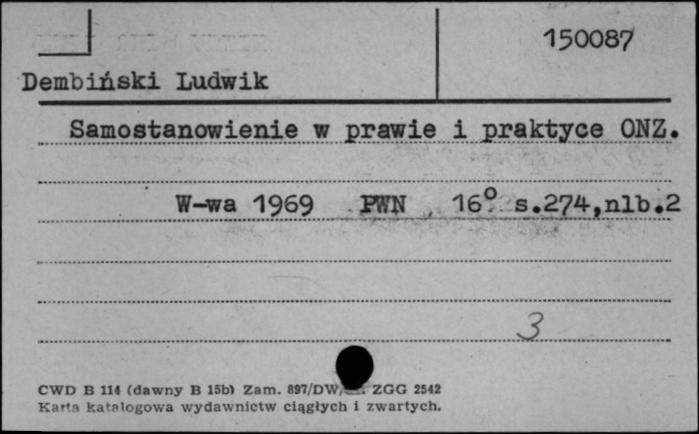 150087
Dembiński Ludwik
Samostanowienie w prawie i praktyce ONZ.
W-wa 1969 PWN 16° s.274,nlb.2
3
CWD B 114 (dawny B 15b) Zam. 897/DW/ ZGG 2542
Karta katalogowa wydawnictw ciągłych i zwartych.